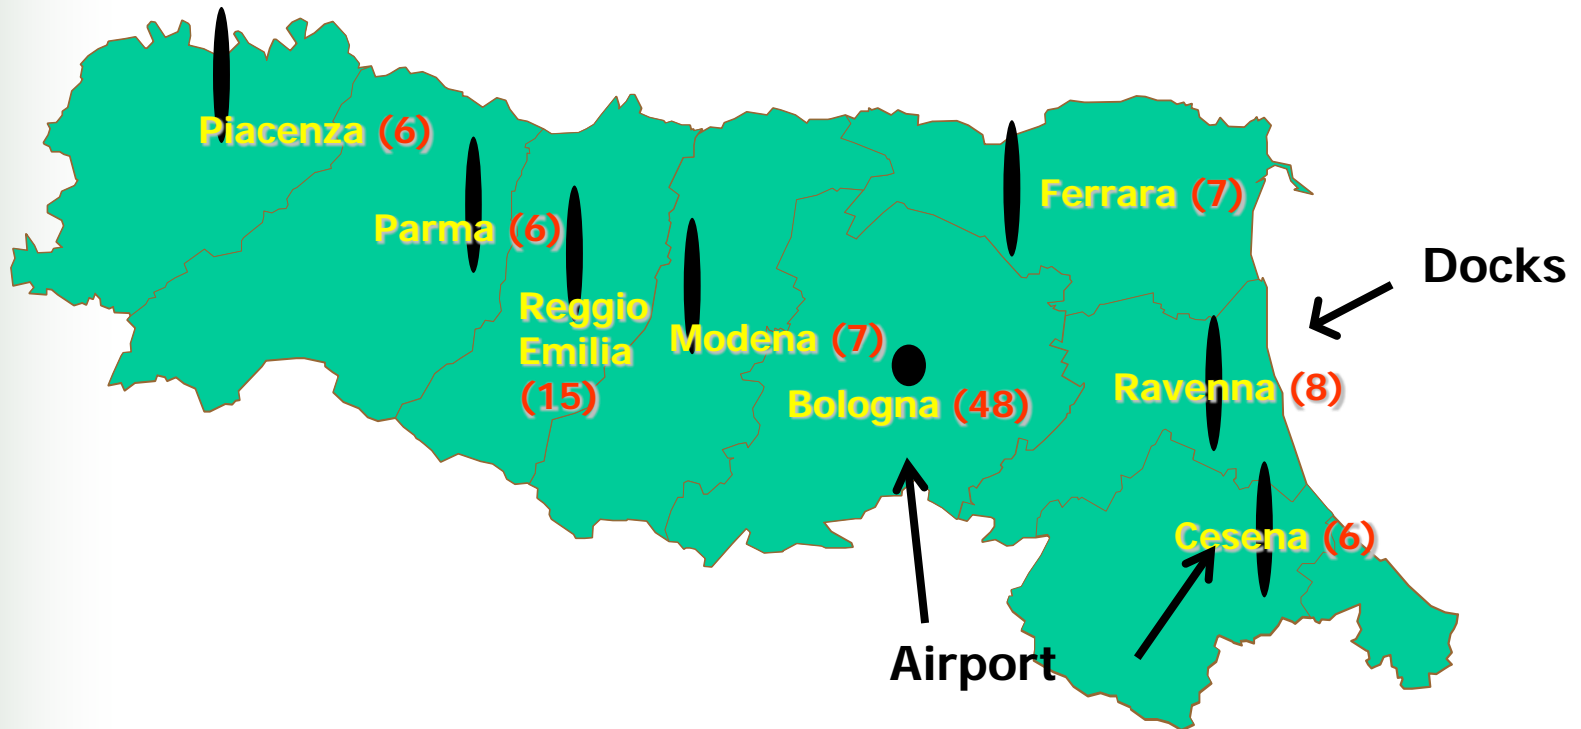 Piacenza (6)
Parma (6)
Ferrara (7)
Docks
Reggio
Emilia
(15)
Modena (7)
Bologna (48)
Ravenna (8)
Cesena (6)
Airport